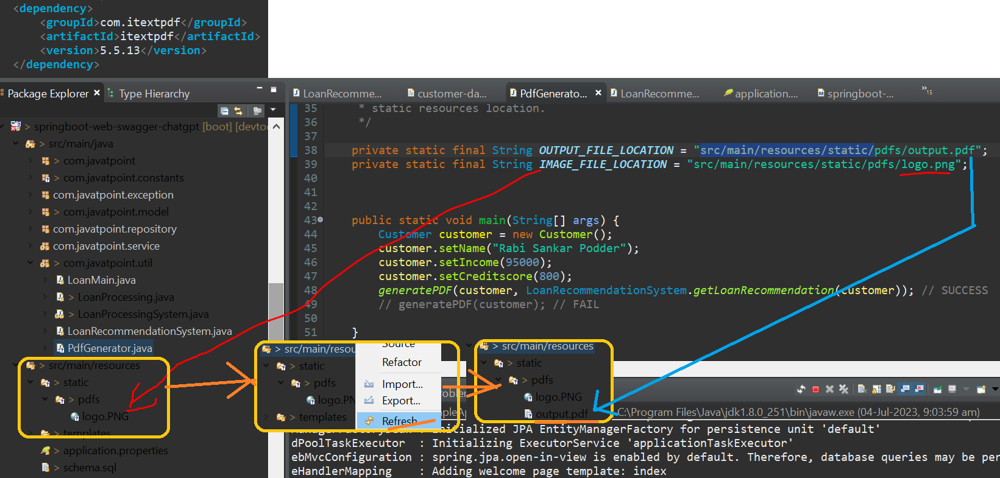 <dependency>
<groupId>com.itextpdf</groupId>
<artifactId>itextpdf</artifactId>
<version>5.5.13</version>
</dependency>
Package Explorer
Type Hierarchy
springboot-web-swagger-chatgpt [boot] [devtoo
> src/main/java
> com.javatpoint
> com.javatpoint.constants
com.javatpoint.exception
> com.javatpoint.model
com.javatpoint.repository
com.javatpoint.service
> com.javatpoint.util
LoanMain.java
> LoanProcessing.java
> LoanProcessingSystem.java
LoanRecommendationSystem.java
PdfGenerator.java
> src/main/resources
> static
> pdfs
logo.PNG
> templates
> application.properties
> schema.sql
LoanRecomme...
customer-da...
PdfGenerato...
LoanRecomme...
application....
springboot-...
»15
35 * static resources location.
36 */
37
38 private static final String OUTPUT_FILE_LOCATION = "src/main/resources/static/pdfs/output.pdf";
39 private static final String IMAGE_FILE_LOCATION = "src/main/resources/static/pdfs/logo.png";
40
41
42
43 public static void main(String[] args) {
44 Customer customer = new Customer();
45 customer.setName("Rabi Sankar Podder");
46 customer.setIncome(95000);
47 customer.setCreditscore(800);
48 generatePDF(customer, LoanRecommendationSystem.getLoanRecommendation(customer)); // SUCCESS
49 // generatePDF(customer); // FAIL
50
51 }
> src/main/resou
> static
> pdfs
logo.PN
> templates
Source
Refactor
Import...
Export...
Refresh
> src/main/resources
> static
> pdfs
logo.PNG
output.pdf
C:\Program Files\Java\jdk1.8.0_251\bin\javaw.exe (04-Jul-2023, 9:03:59 am)
: Initialized JPA EntityManagerFactory for persistence unit 'default'
dPoolTaskExecutor : Initializing ExecutorService 'applicationTaskExecutor'
ebMvcConfiguration : spring.jpa.open-in-view is enabled by default. Therefore, database queries may be per
eHandlerMapping : Adding welcome page template: index